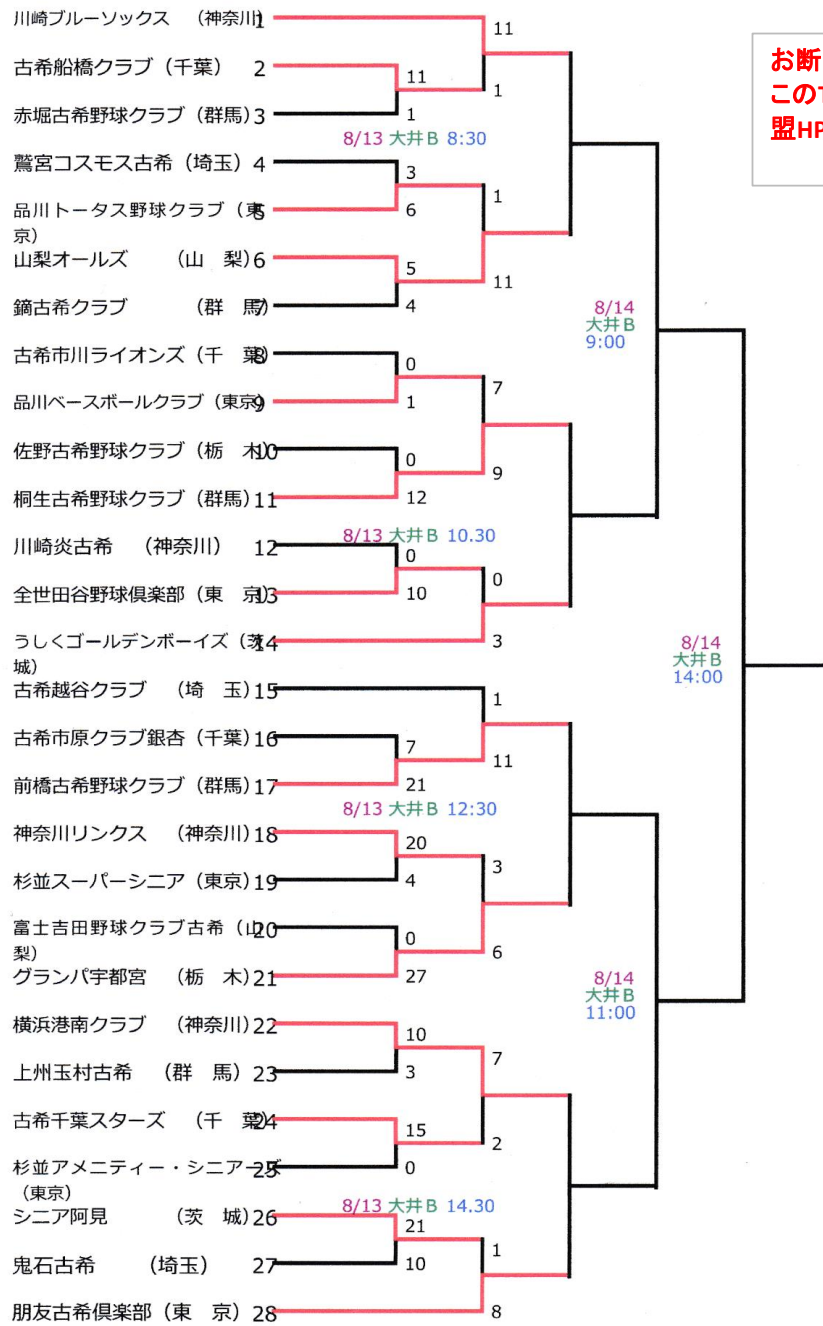 川崎ブルーソックス （神奈川） 1
11
お断
この
盟HP
古希船橋クラブ（千葉） 2
11
1
赤堀古希野球クラブ（群馬） 3
1
8/13 大井B 8:30
鷲宮コスモス古希（埼玉） 4
3
品川トータス野球クラブ（東
京） 5
6
1
山梨オールズ （山 梨） 6
5
11
鏑古希クラブ （群 馬） 7
4
8/14
大井B
9:00
古希市川ライオンズ（千 葉） 8
0
7
品川ベースボールクラブ（東京） 9
1
佐野古希野球クラブ（栃 木） 10
0
9
桐生古希野球クラブ（群馬） 11
12
8/13 大井B 10.30
川崎炎古希 （神奈川） 12
0
0
全世田谷野球倶楽部（東 京） 13
10
うしくゴールデンボーイズ（茨
城） 14
3
8/14
大井B
14:00
古希越谷クラブ （埼 玉） 15
1
古希市原クラブ銀杏（千葉） 16
7
11
前橋古希野球クラブ（群馬） 17
21
8/13 大井B 12:30
神奈川リンクス （神奈川） 18
20
3
杉並スーパーシニア（東京） 19
4
富士吉田野球クラブ古希（山
梨） 20
0
6
グランパ宇都宮 （栃 木） 21
27
8/14
大井B
11:00
横浜港南クラブ （神奈川） 22
10
7
上州玉村古希 （群 馬） 23
3
古希千葉スターズ （千 葉） 24
15
2
杉並アメニティー・シニアーズ
（東京） 25
0
8/13 大井B 14.30
シニア阿見 （茨 城） 26
21
1
鬼石古希 （埼玉） 27
10
朋友古希倶楽部（東 京） 28
8